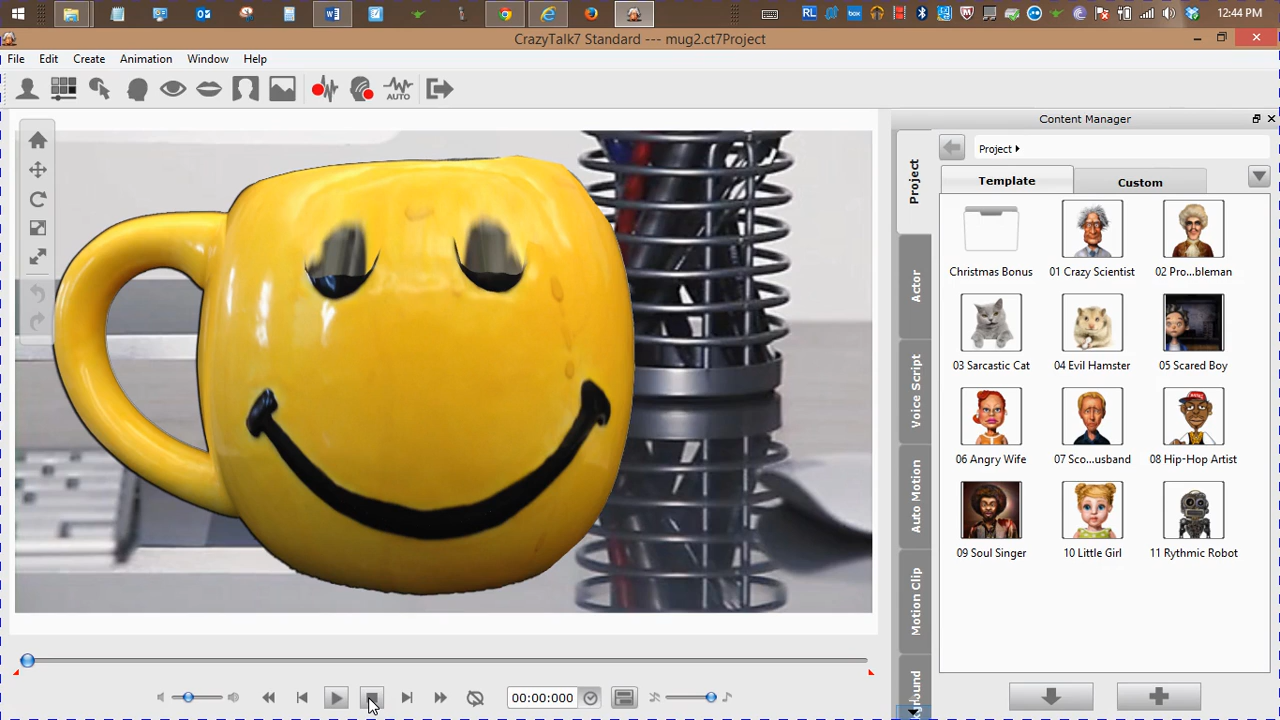 RL
box
12:44 PM
CrazyTalk7 Standard --- mug2.ct7Project
File Edit Create Animation Window Help
AUTO
Content Manager
Project
Template Custom
Christmas Bonus 01 Crazy Scientist 02 Pro...bleman
03 Sarcastic Cat 04 Evil Hamster 05 Scared Boy
06 Angry Wife 07 Sco...usband 08 Hip-Hop Artist
09 Soul Singer 10 Little Girl 11 Rythmic Robot
Project
Actor
Voice Script
Auto Motion
Motion Clip
00:00:000